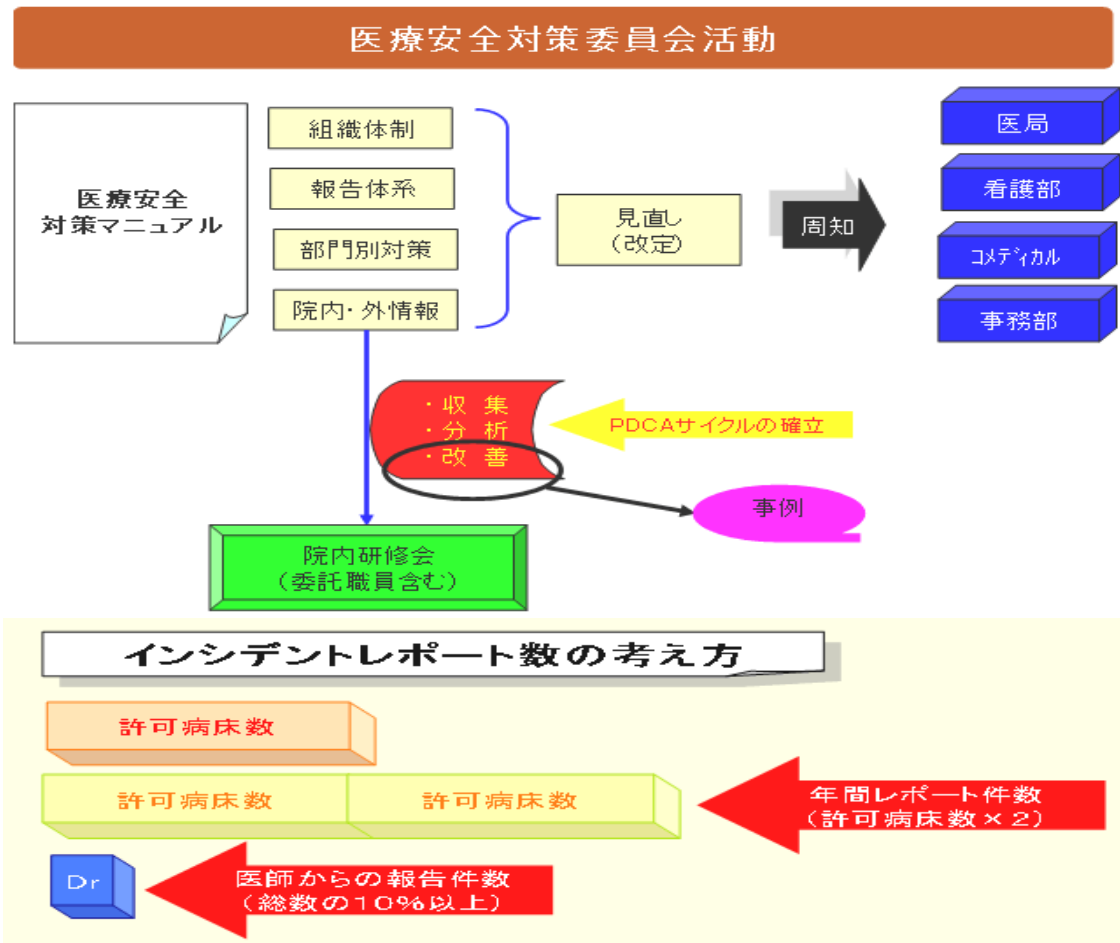 医療安全対策委員会活動
医療安全
対策マニュアル
組織体制
報告体系
部門別対策
院内・外情報
見直し
(改定)
周知
医局
看護部
コメディカル
事務部
・収 集
・分 析
・改 善
PDCAサイクルの確立
事例
院内研修会
(委託職員含む)
インシデントレポート数の考え方
許可病床数
許可病床数
許可病床数
年間レポート件数
(許可病床数×2)
Dr
医師からの報告件数
(総数の10%以上)